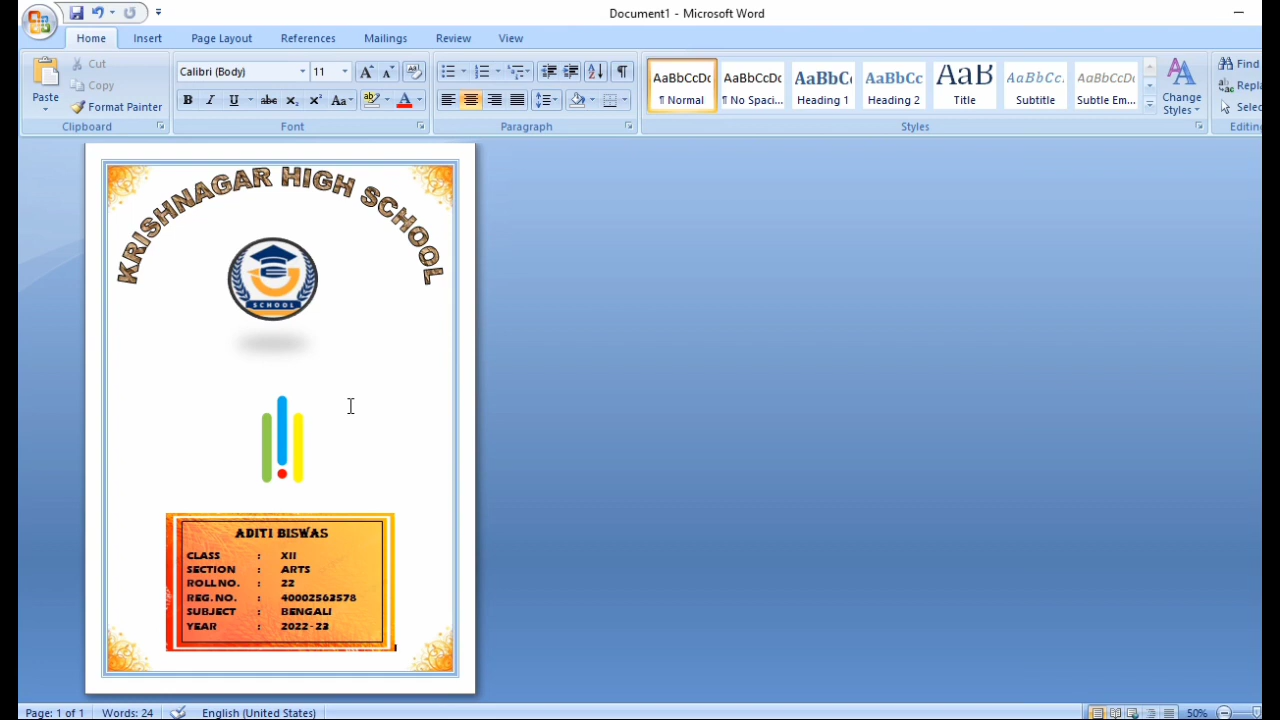 Document1 - Microsoft Word
Home Insert Page Layout References Mailings Review View
Cut
Copy
Paste
Format Painter
Clipboard
Calibri (Body) 11
Font
Paragraph
AaBbCcDc AaBbCcDc AaBbC AaBbCc AaB AaBbCc. AaBbCcDc
¶ Normal ¶ No Spaci... Heading 1 Heading 2 Title Subtitle Subtle Em...
Change Styles
Styles
Find
Repla
Selec
Editing
KRISHNAGAR HIGH SCHOOL
SCHOOL
ADITI BISWAS
CLASS : XII
SECTION : ARTS
ROLL NO. : 22
REG. NO. : 40002563578
SUBJECT : BENGALI
YEAR : 2022-23
Page: 1 of 1 Words: 24 English (United States) 50%